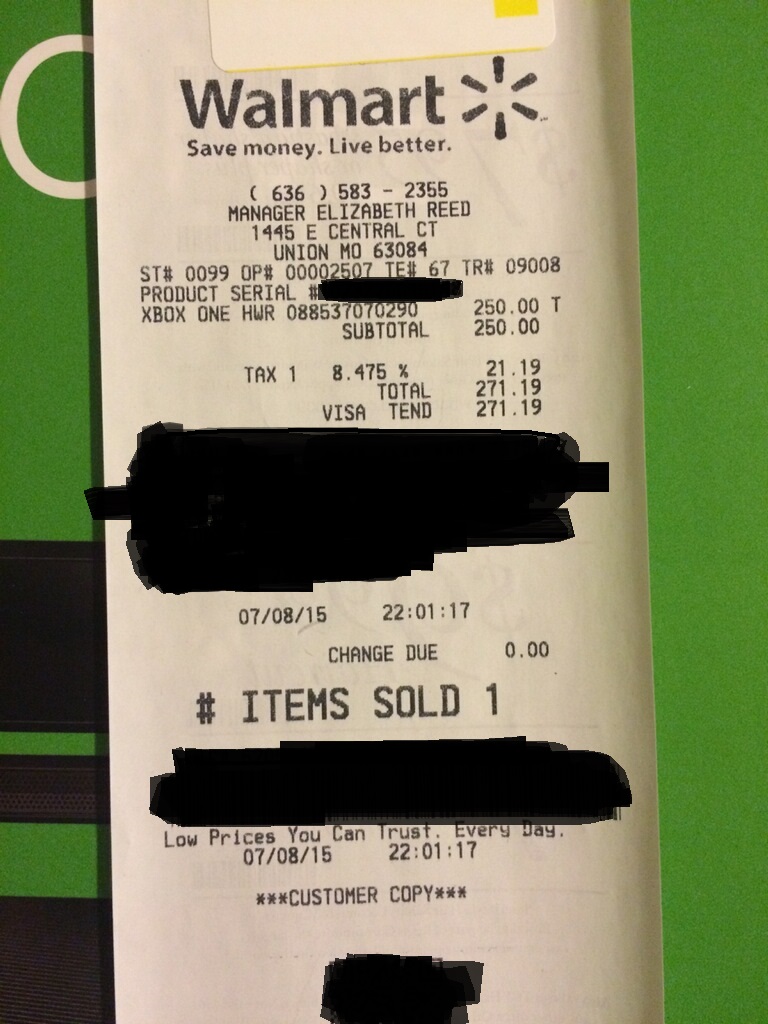 Walmart
Save money. Live better.
( 636 ) 583 - 2355
MANAGER ELIZABETH REED
1445 E CENTRAL CT
UNION MO 63084
ST# 0099 OP# 00002507 TE# 67 TR# 09008
PRODUCT SERIAL #
XBOX ONE HWR 088537070290 250.00 T
SUBTOTAL 250.00
TAX 1 8.475 % 21.19
TOTAL 271.19
VISA TEND 271.19
07/08/15 22:01:17
CHANGE DUE 0.00
# ITEMS SOLD 1
Low Prices You Can Trust. Every Day.
07/08/15 22:01:17
***CUSTOMER COPY***